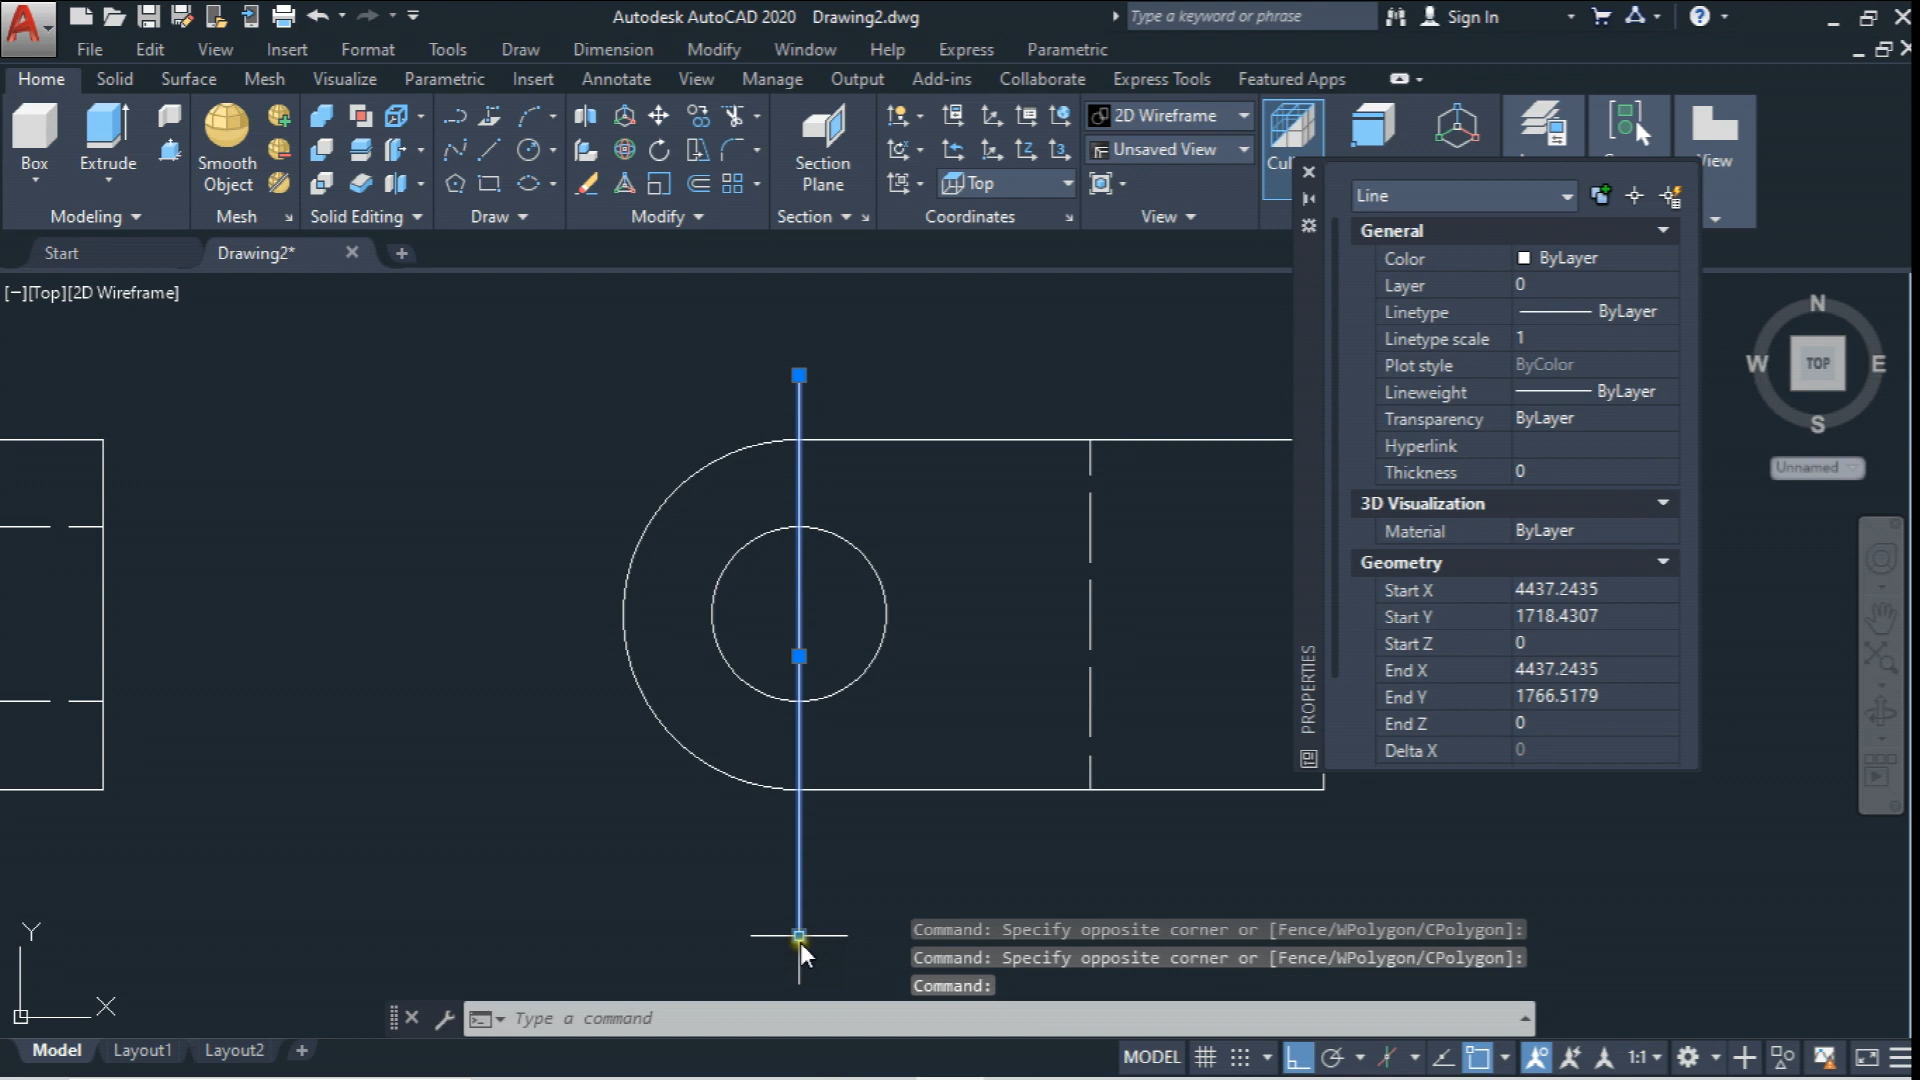 Autodesk AutoCAD 2020 Drawing2.dwg
Type a keyword or phrase
Sign In
File Edit View Insert Format Tools Draw Dimension Modify Window Help Express Parametric
Home Solid Surface Mesh Visualize Parametric Insert Annotate View Manage Output Add-ins Collaborate Express Tools Featured Apps
Box
Extrude
Smooth
Object
Section
Plane
2D Wireframe
Unsaved View
Top
View
Modeling
Mesh
Solid Editing
Draw
Modify
Section
Coordinates
View
Start
Drawing2*
[−][Top][2D Wireframe]
Line
General
Color ByLayer
Layer 0
Linetype ByLayer
Linetype scale 1
Plot style ByColor
Lineweight ByLayer
Transparency ByLayer
Hyperlink
Thickness 0
3D Visualization
Material ByLayer
Geometry
Start X 4437.2435
Start Y 1718.4307
Start Z 0
End X 4437.2435
End Y 1766.5179
End Z 0
Delta X 0
PROPERTIES
N
W TOP E
S
Unnamed
Y
X
Command: Specify opposite corner or [Fence/WPolygon/CPolygon]:
Command: Specify opposite corner or [Fence/WPolygon/CPolygon]:
Command:
Type a command
Model Layout1 Layout2
MODEL
1:1